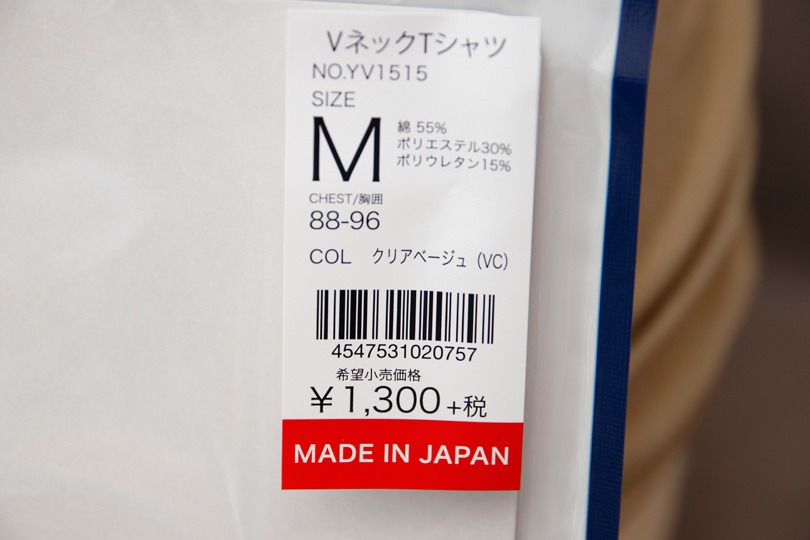 VネックTシャツ
NO.YV1515
SIZE
M
綿 55%
ポリエステル30%
ポリウレタン15%
CHEST/胸囲
88-96
COL クリアベージュ (VC)
4547531020757
希望小売価格
¥1,300+税
MADE IN JAPAN